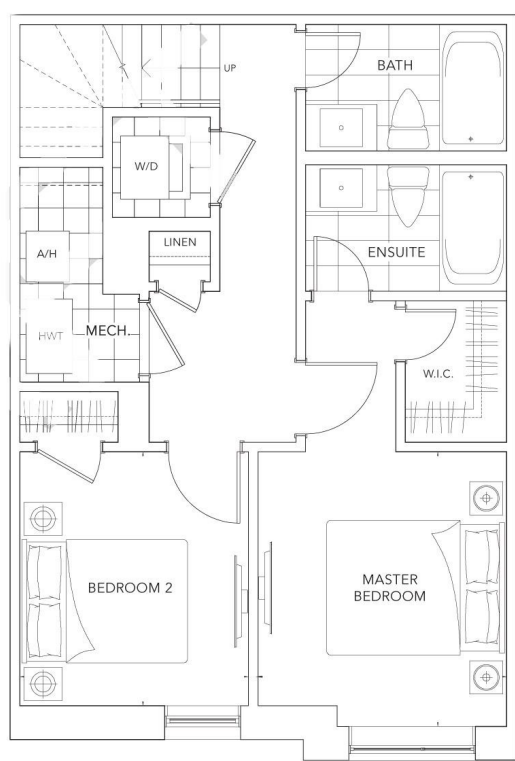 BATH
UP
W/D
LINEN
ENSUITE
A/H
HWT
MECH.
W.I.C.
BEDROOM 2
MASTER
BEDROOM